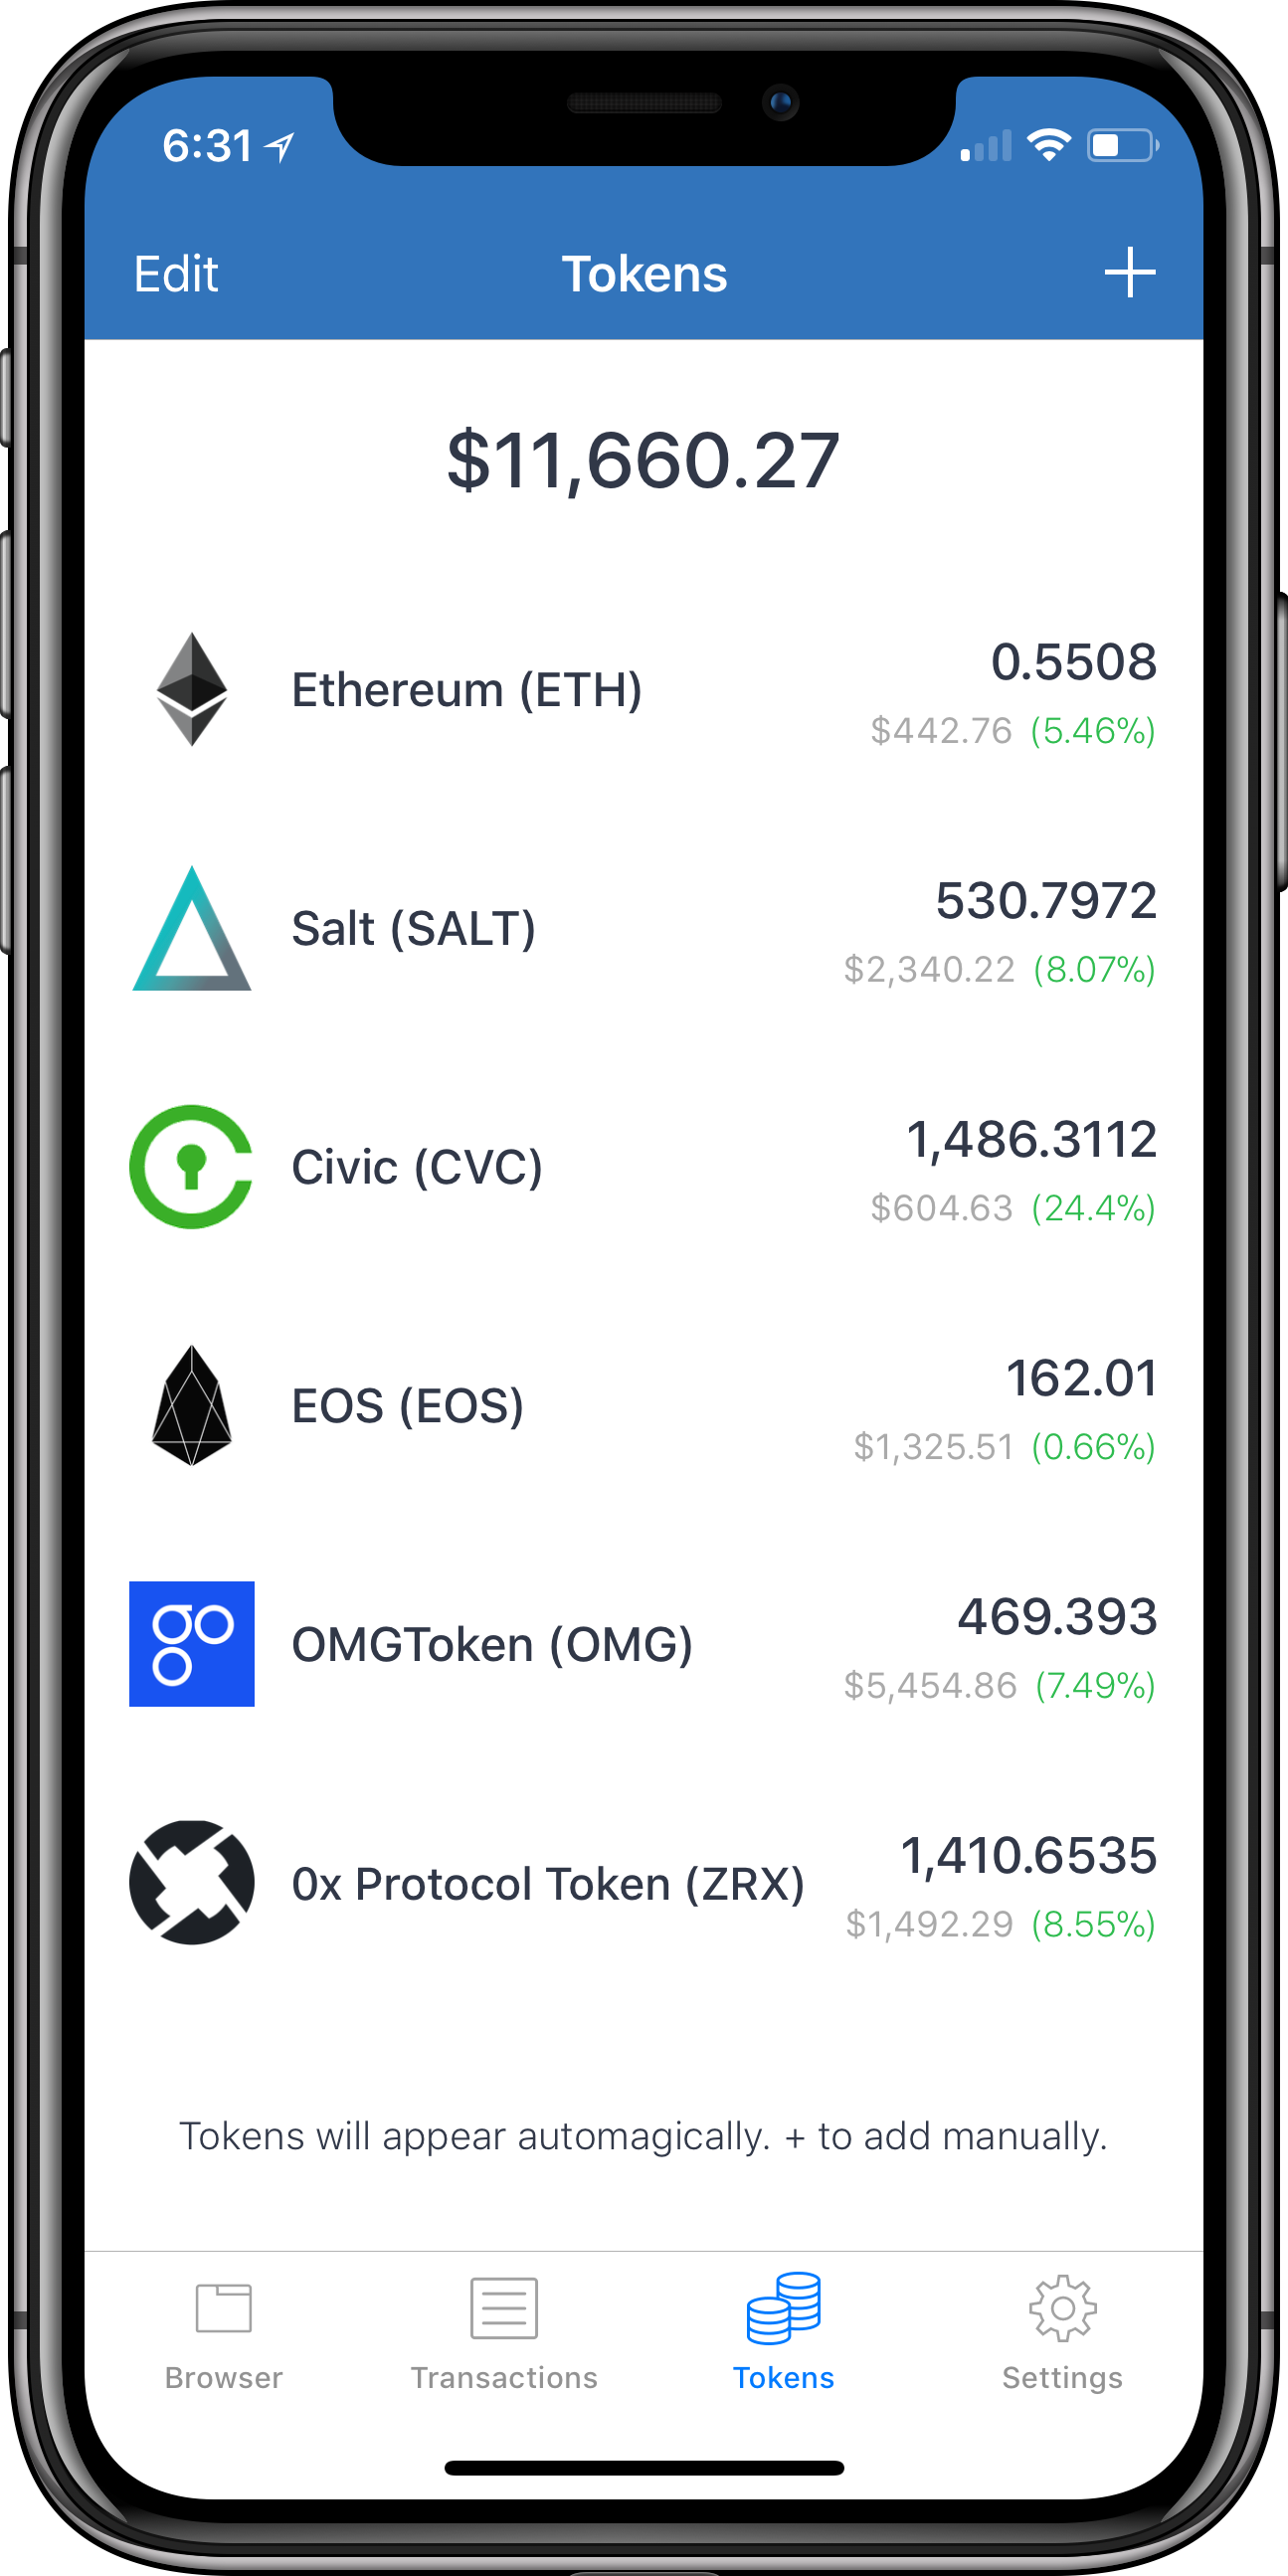 6:31
Edit Tokens +
$11,660.27
Ethereum (ETH) 0.5508
$442.76 (5.46%)
Salt (SALT) 530.7972
$2,340.22 (8.07%)
Civic (CVC) 1,486.3112
$604.63 (24.4%)
EOS (EOS) 162.01
$1,325.51 (0.66%)
OMGToken (OMG) 469.393
$5,454.86 (7.49%)
0x Protocol Token (ZRX) 1,410.6535
$1,492.29 (8.55%)
Tokens will appear automagically. + to add manually.
Browser Transactions Tokens Settings